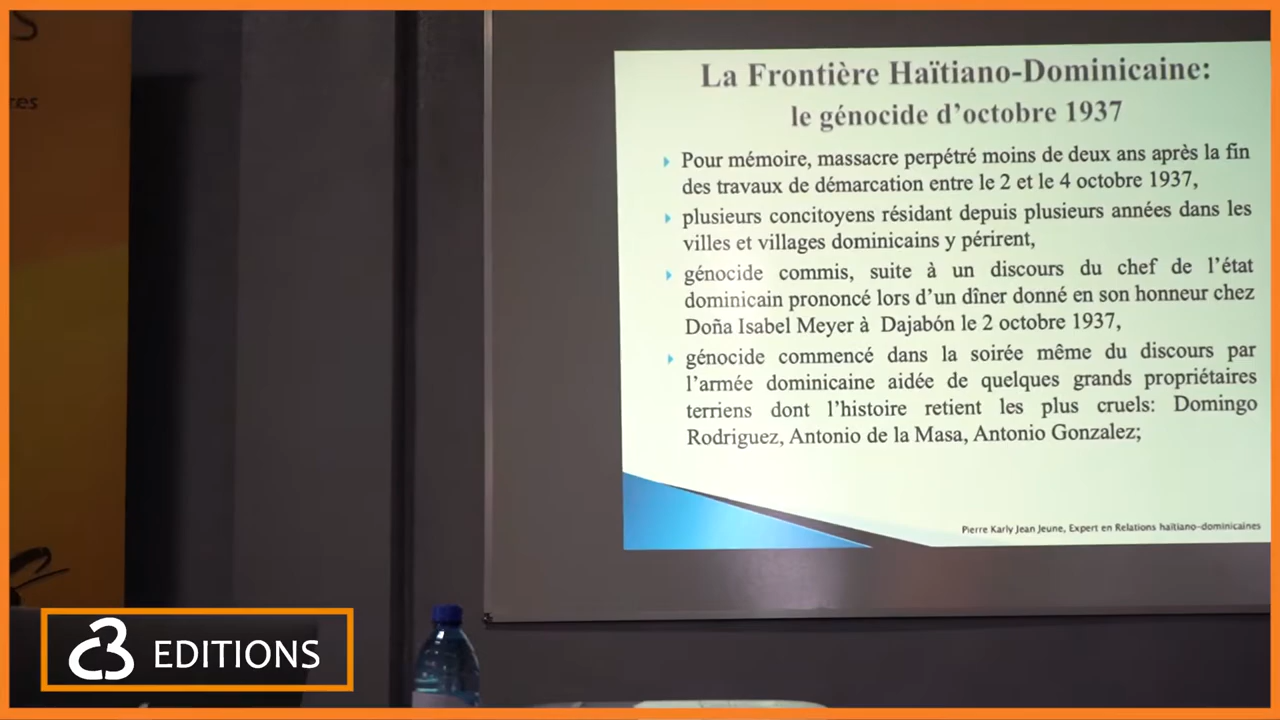 La Frontière Haïtiano-Dominicaine:
le génocide d'octobre 1937
Pour mémoire, massacre perpétré moins de deux ans après la fin
des travaux de démarcation entre le 2 et le 4 octobre 1937,
plusieurs concitoyens résidant depuis plusieurs années dans les
villes et villages dominicains y périrent,
génocide commis, suite à un discours du chef de l'état
dominicain prononcé lors d'un dîner donné en son honneur chez
Doña Isabel Meyer à Dajabón le 2 octobre 1937,
génocide commencé dans la soirée même du discours par
l'armée dominicaine aidée de quelques grands propriétaires
terriens dont l'histoire retient les plus cruels: Domingo
Rodriguez, Antonio de la Masa, Antonio Gonzalez;
Pierre Karly Jean Jeune, Expert en Relations haïtiano-dominicaines
C3 EDITIONS